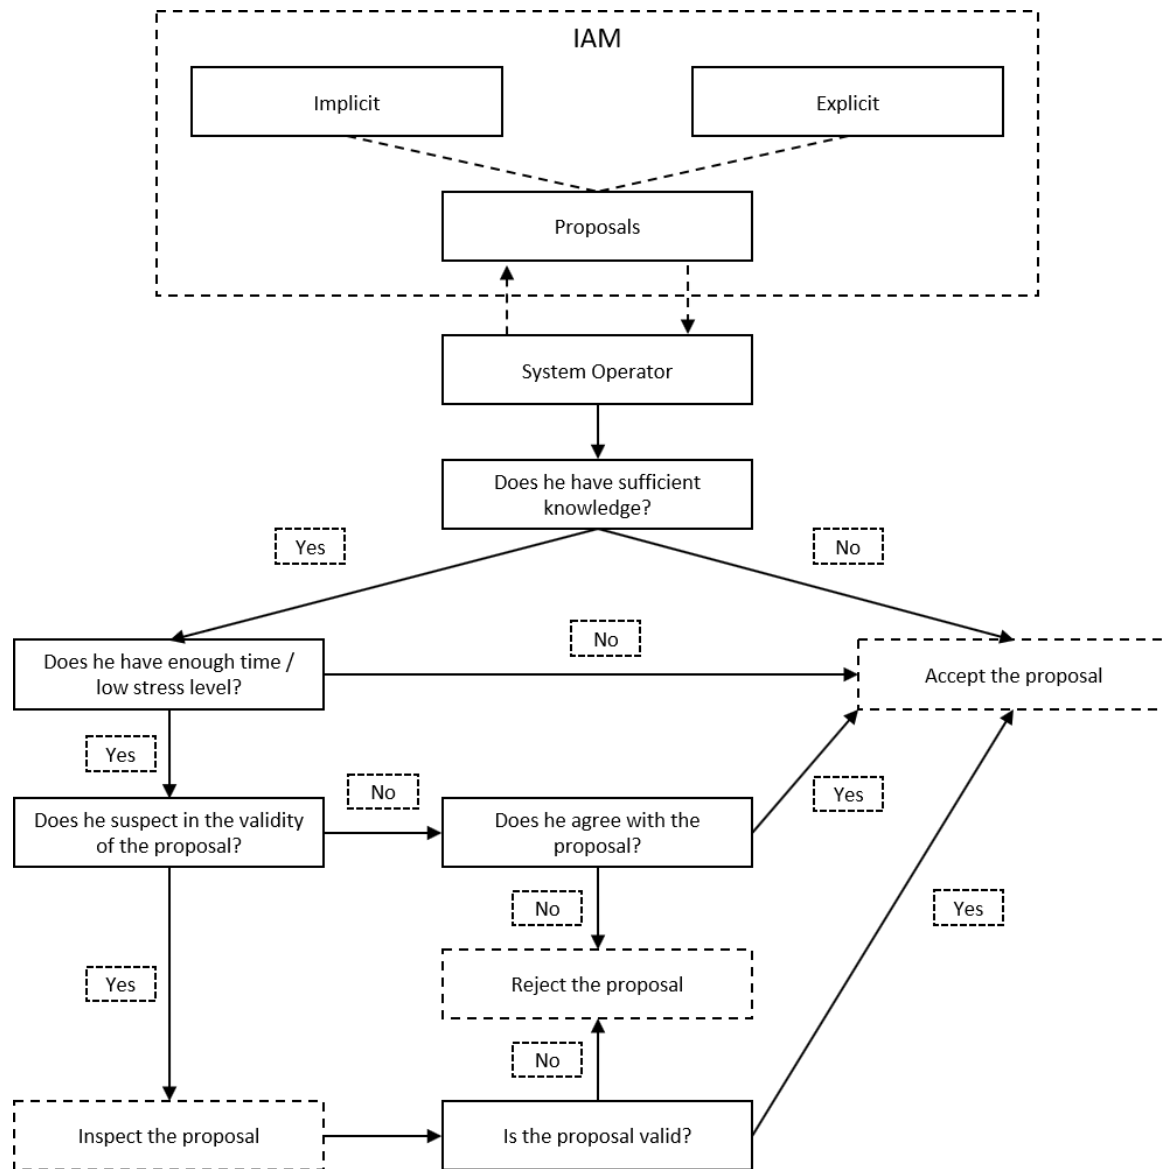 IAM
Implicit
Explicit
Proposals
System Operator
Does he have sufficient
knowledge?
Yes
No
Does he have enough time /
low stress level?
No
Accept the proposal
Yes
No
Yes
Does he suspect in the validity
of the proposal?
Does he agree with the
proposal?
No
Yes
Yes
Reject the proposal
No
Inspect the proposal
Is the proposal valid?